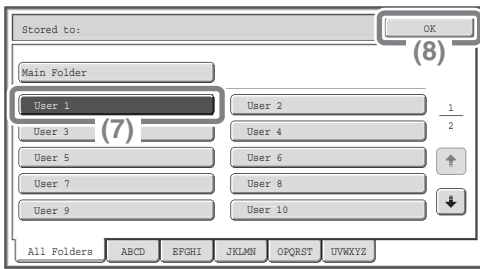 Stored to: OK
(8)
Main Folder
User 1 User 2 1
(7)
User 3 User 4 2
User 5 User 6
User 7 User 8
User 9 User 10
All Folders ABCD EFGHI JKLMN OPQRST UVWXYZ